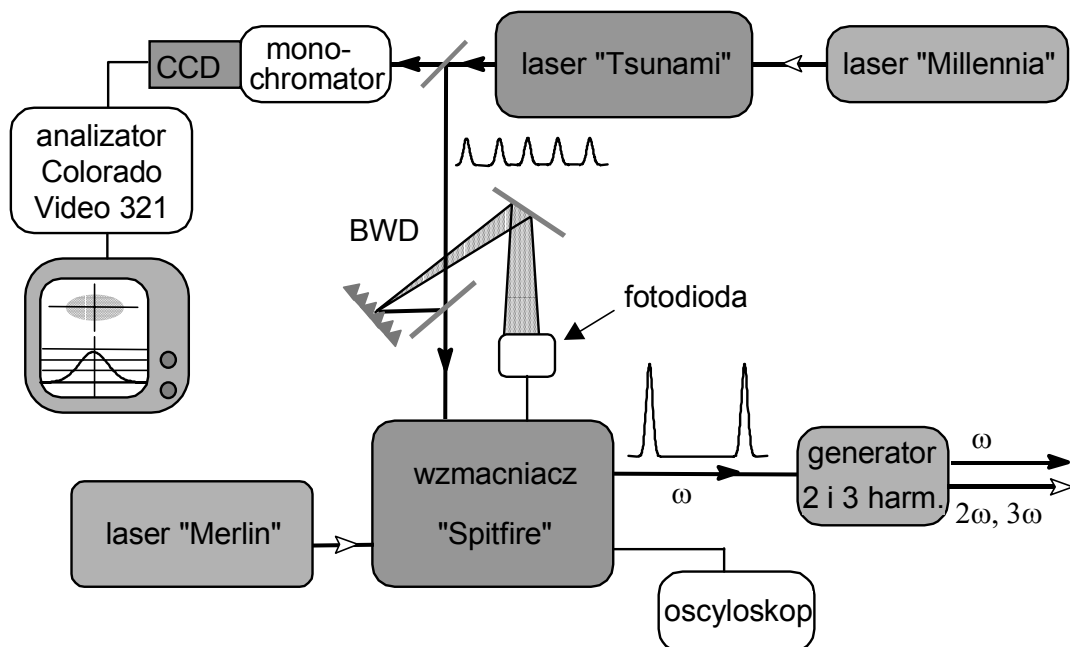 CCD
mono-
chromator
laser "Tsunami"
laser "Millennia"
analizator
Colorado
Video 321
BWD
fotodioda
wzmacniacz
"Spitfire"
laser "Merlin"
ω
generator
2 i 3 harm.
ω
2ω, 3ω
oscyloskop